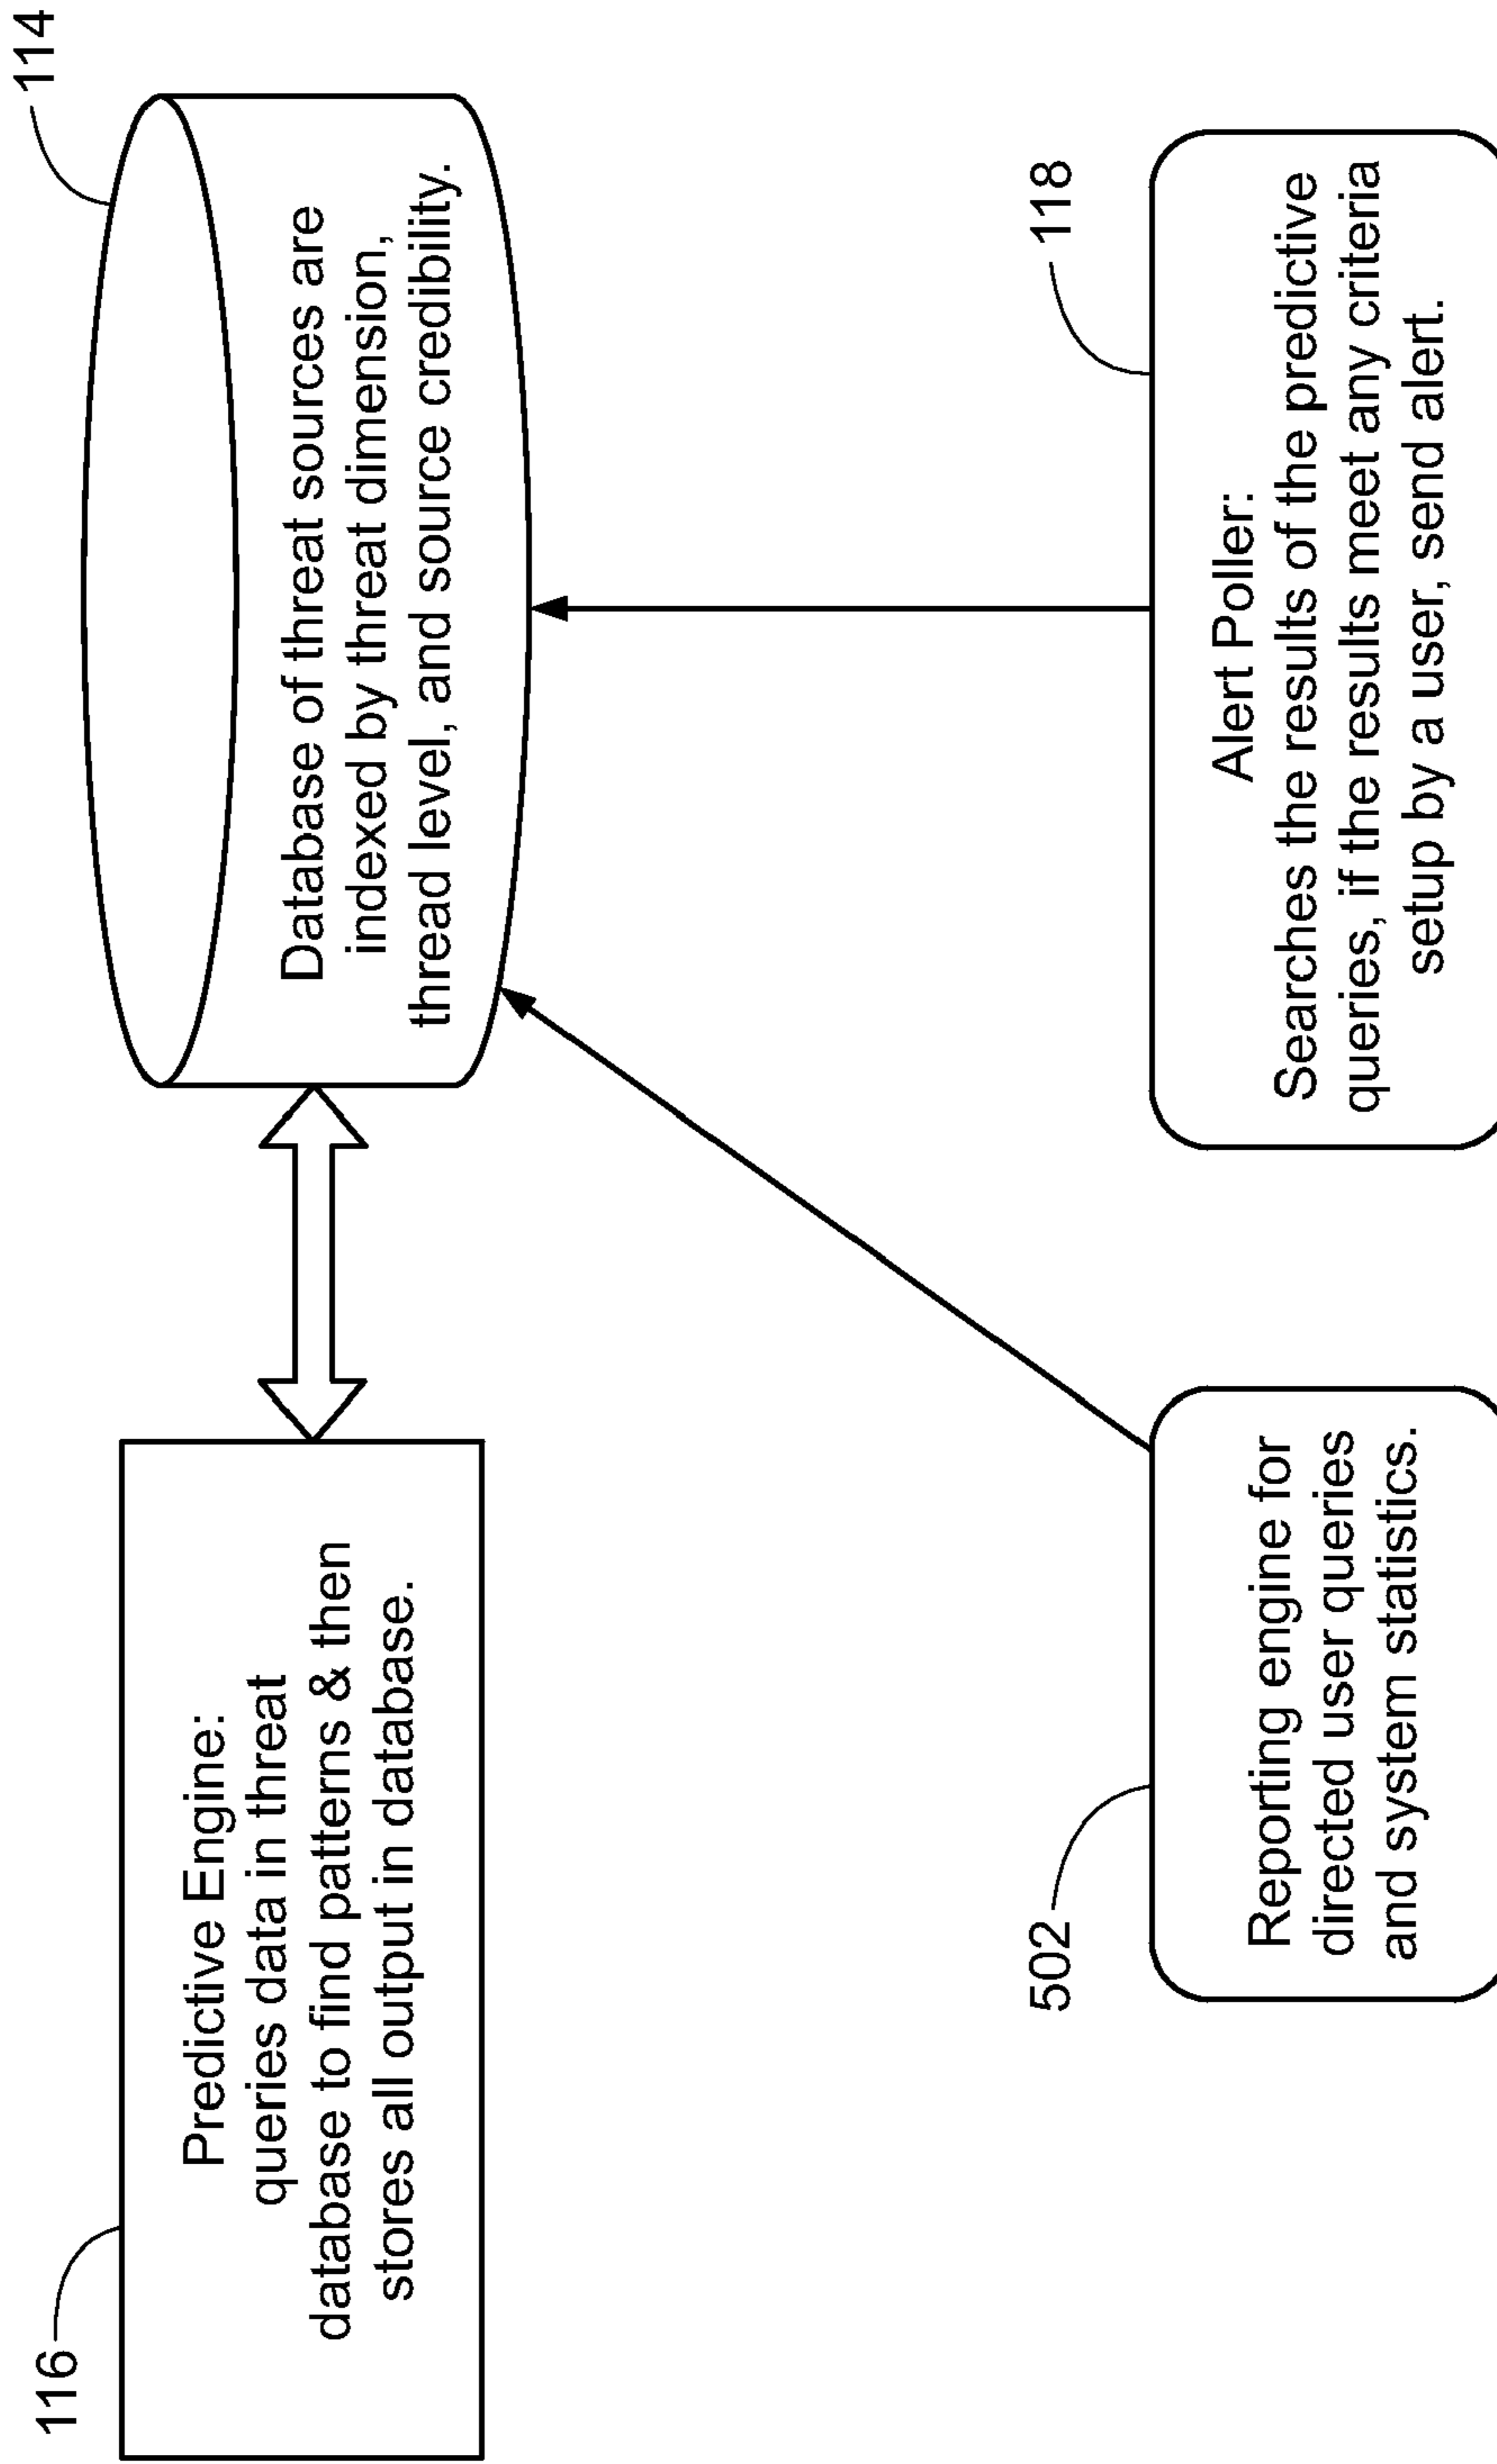 116
Predictive Engine:
queries data in threat
database to find patterns & then
stores all output in database.
114
Database of threat sources are
indexed by threat dimension,
thread level, and source credibility.
502
Reporting engine for
directed user queries
and system statistics.
118
Alert Poller:
Searches the results of the predictive
queries, if the results meet any criteria
setup by a user, send alert.